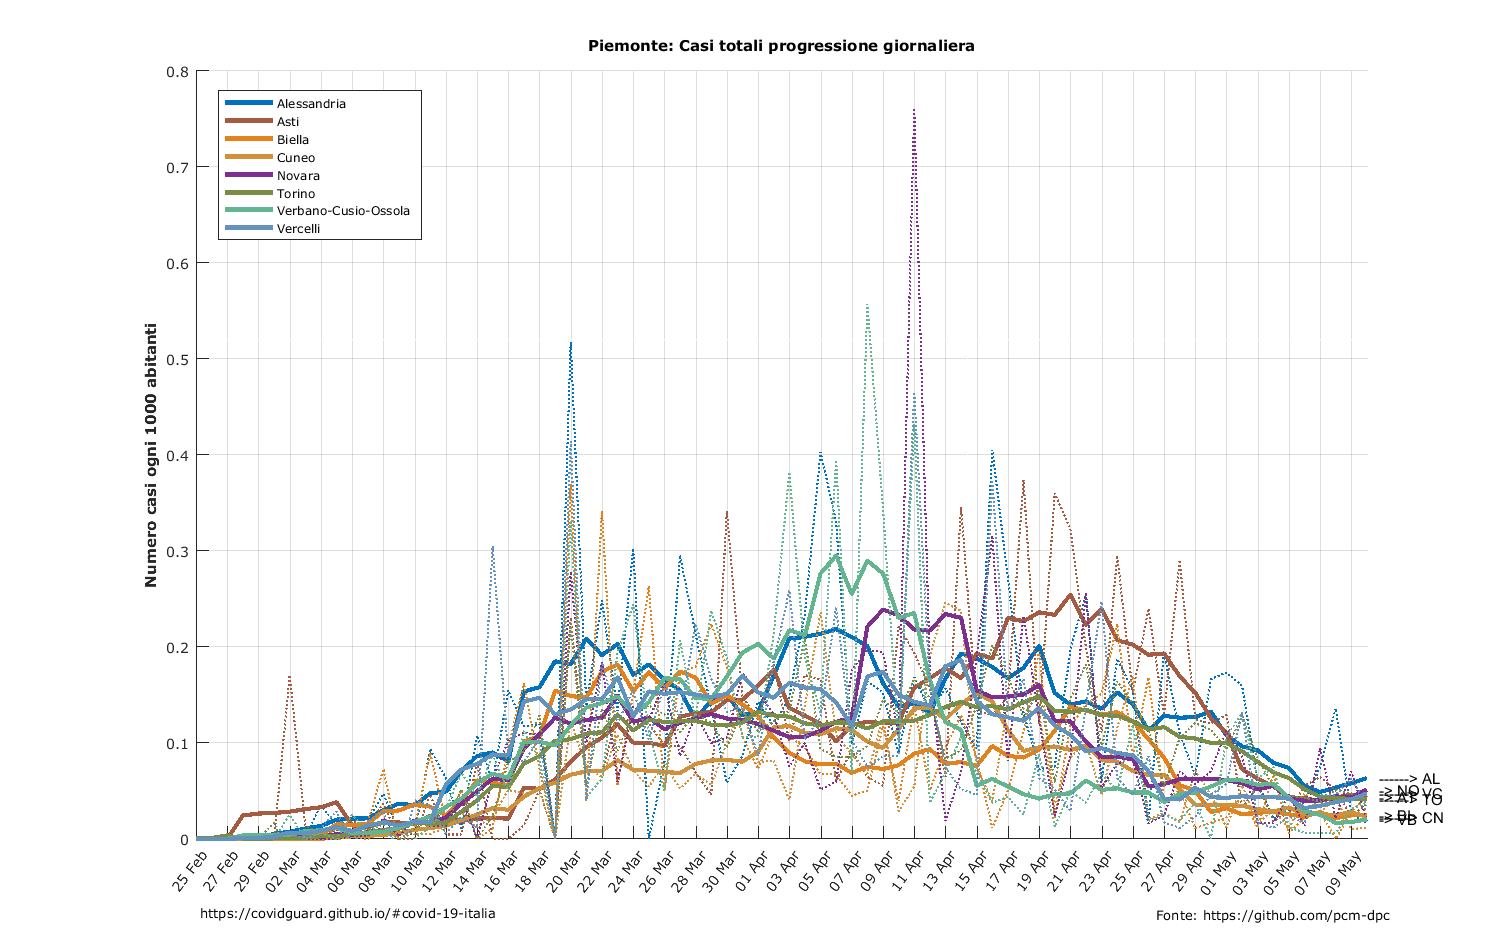 Piemonte: Casi totali progressione giornaliera
Numero casi ogni 1000 abitanti
0.8
0.7
0.6
0.5
0.4
0.3
0.2
0.1
0
Alessandria
Asti
Biella
Cuneo
Novara
Torino
Verbano-Cusio-Ossola
Vercelli
------> AL
-> NO
VC
AT
TO
BI
-> CN
VB
25 Feb
27 Feb
29 Feb
02 Mar
04 Mar
06 Mar
08 Mar
10 Mar
12 Mar
14 Mar
16 Mar
18 Mar
20 Mar
22 Mar
24 Mar
26 Mar
28 Mar
30 Mar
01 Apr
03 Apr
05 Apr
07 Apr
09 Apr
11 Apr
13 Apr
15 Apr
17 Apr
19 Apr
21 Apr
23 Apr
25 Apr
27 Apr
29 Apr
01 May
03 May
05 May
07 May
09 May
https://covidguard.github.io/#covid-19-italia
Fonte: https://github.com/pcm-dpc